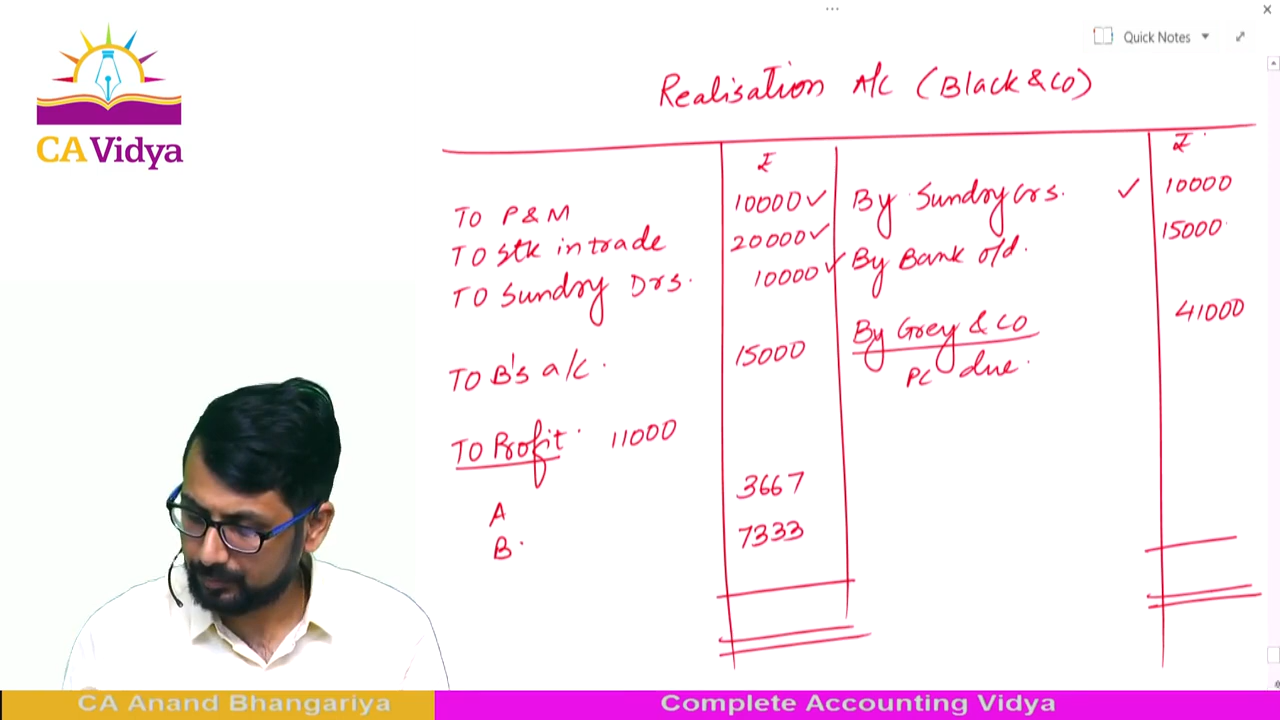 CA Vidya
Quick Notes
Realisation A/c (Black & Co)
₹ ₹
To P & M 10000 ✓ By Sundry Crs. ✓ 10000
To Stk in trade 20000 ✓ By Bank o/d. 15000
To Sundry Drs. 10000 ✓
By Grey & Co 41000
PC due.
To B's a/c. 15000
To Profit 11000
A 3667
B 7333
CA Anand Bhangariya Complete Accounting Vidya